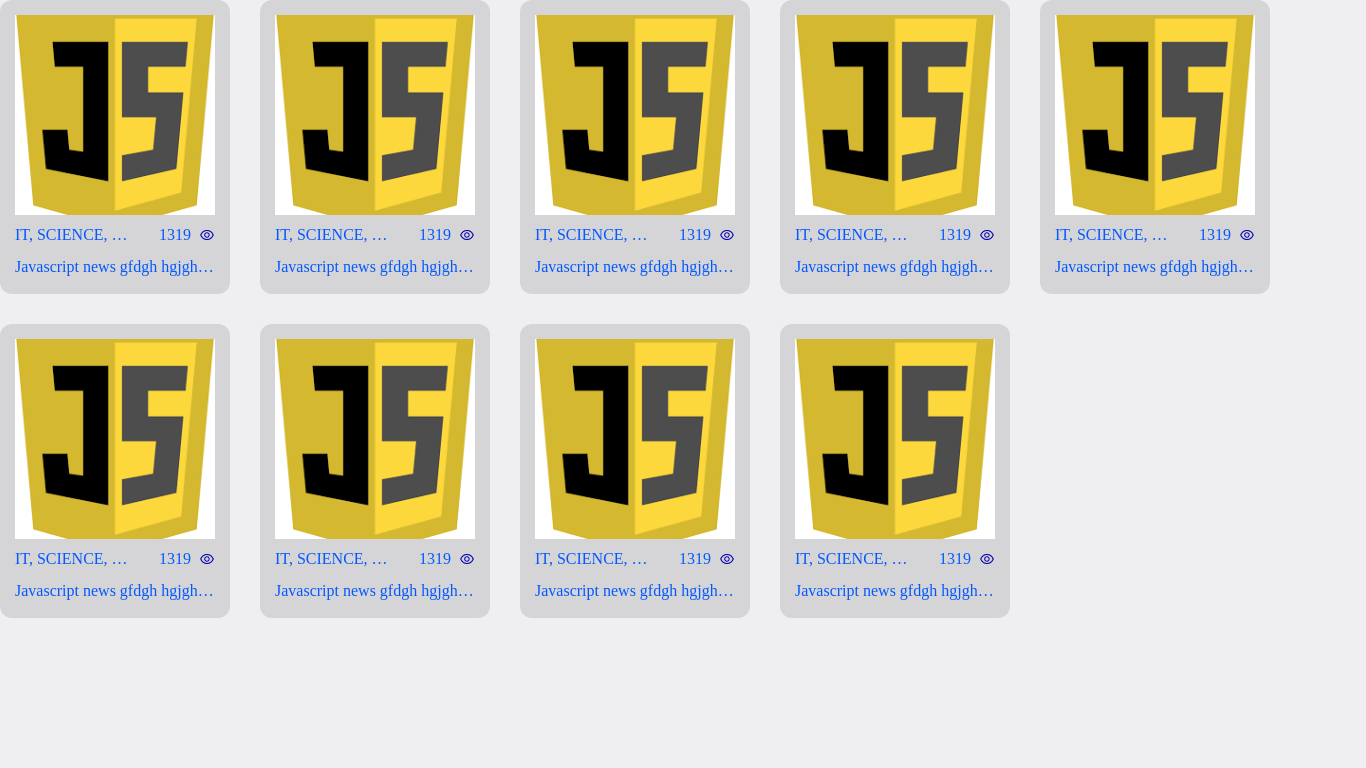 JS JS JS JS JS
IT, SCIENCE, … 1319 IT, SCIENCE, … 1319 IT, SCIENCE, … 1319 IT, SCIENCE, … 1319 IT, SCIENCE, … 1319
Javascript news gfdgh hgjgh… Javascript news gfdgh hgjgh… Javascript news gfdgh hgjgh… Javascript news gfdgh hgjgh… Javascript news gfdgh hgjgh…
JS JS JS JS
IT, SCIENCE, … 1319 IT, SCIENCE, … 1319 IT, SCIENCE, … 1319 IT, SCIENCE, … 1319
Javascript news gfdgh hgjgh… Javascript news gfdgh hgjgh… Javascript news gfdgh hgjgh… Javascript news gfdgh hgjgh…